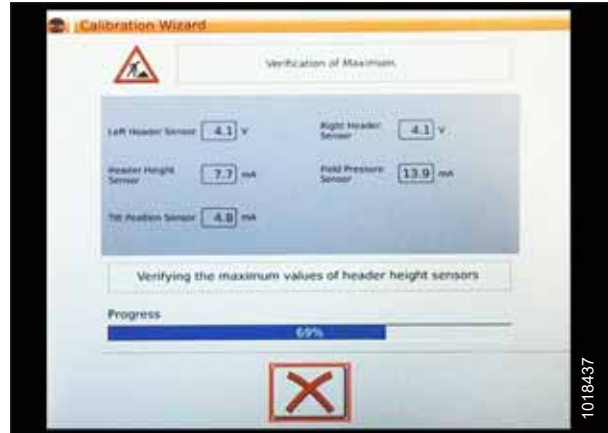 Calibration Wizard
Verification of Maximum
Left Header Sensor 4.1 V
Right Header Sensor 4.1 V
Header Height Sensor 7.7 mA
Field Pressure Sensor 13.9 mA
Tilt Position Sensor 4.8 mA
Verifying the maximum values of header height sensors
Progress
69%
1018437